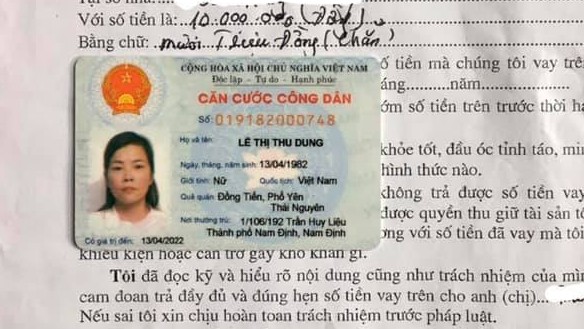 Với số tiền là: 10.000.000đ
Bằng chữ: mười Triệu Đồng (Chẵn)
số tiền mà chúng tôi vay trên
tháng......năm..........
sớm số tiền trên trước thời hạn
CỘNG HÒA XÃ HỘI CHỦ NGHĨA VIỆT NAM
Độc lập - Tự do - Hạnh phúc
CĂN CƯỚC CÔNG DÂN
Số: 019182000748
Họ và tên:
LÊ THỊ THU DUNG
Ngày, tháng, năm sinh: 13/04/1982
Giới tính: Nữ Quốc tịch: Việt Nam
Quê quán: Đồng Tiến, Phổ Yên
Thái Nguyên
Nơi thường trú: 1/106/192 Trần Huy Liệu
Thành phố Nam Định, Nam Định
Có giá trị đến: 13/04/2022
khỏe tốt, đầu óc tỉnh táo,
hình thức nào.
không trả được số tiền vay
được quyền thu giữ tài sản
với số tiền đã vay mà tôi
khiếu kiện hoặc cản trở gây khó khăn gì.
Tôi đã đọc kỹ và hiểu rõ nội dung cũng như trách nhiệm của
cam đoan trả đầy đủ và đúng hẹn số tiền vay trên cho anh (chị)..
Nếu sai tôi xin chịu hoàn toàn trách nhiệm trước pháp luật.